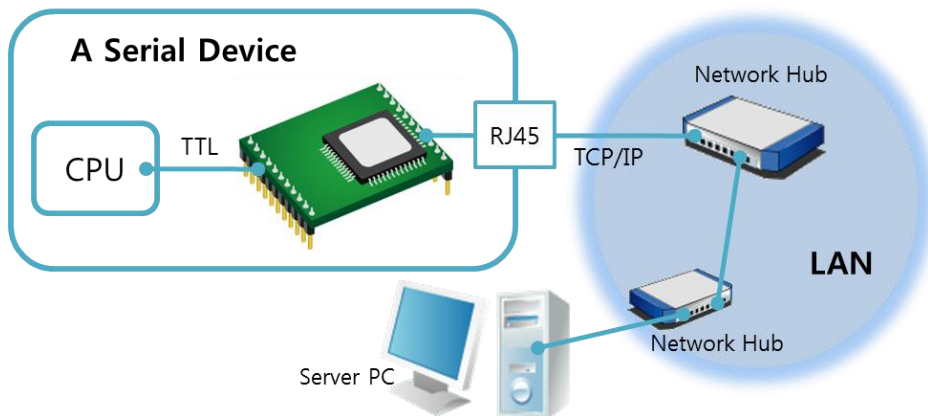 A Serial Device
Network Hub
CPU
TTL
RJ45
TCP/IP
LAN
Network Hub
Server PC